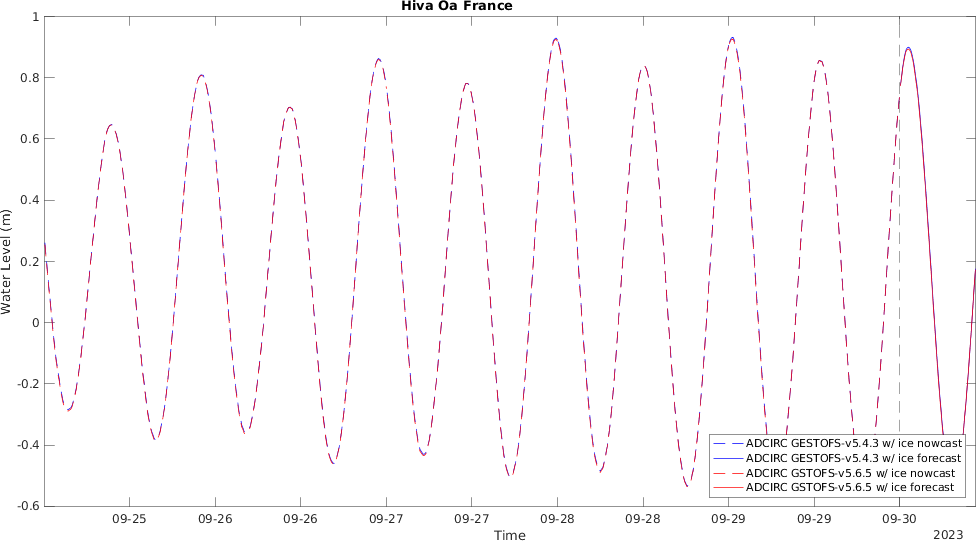 Hiva Oa France
1
0.8
0.6
0.4
0.2
0
-0.2
-0.4
-0.6
Water Level (m)
ADCIRC GESTOFS-v5.4.3 w/ ice nowcast
ADCIRC GESTOFS-v5.4.3 w/ ice forecast
ADCIRC GSTOFS-v5.6.5 w/ ice nowcast
ADCIRC GSTOFS-v5.6.5 w/ ice forecast
09-25 09-26 09-26 09-27 09-27 09-28 09-28 09-29 09-29 09-30
Time
2023